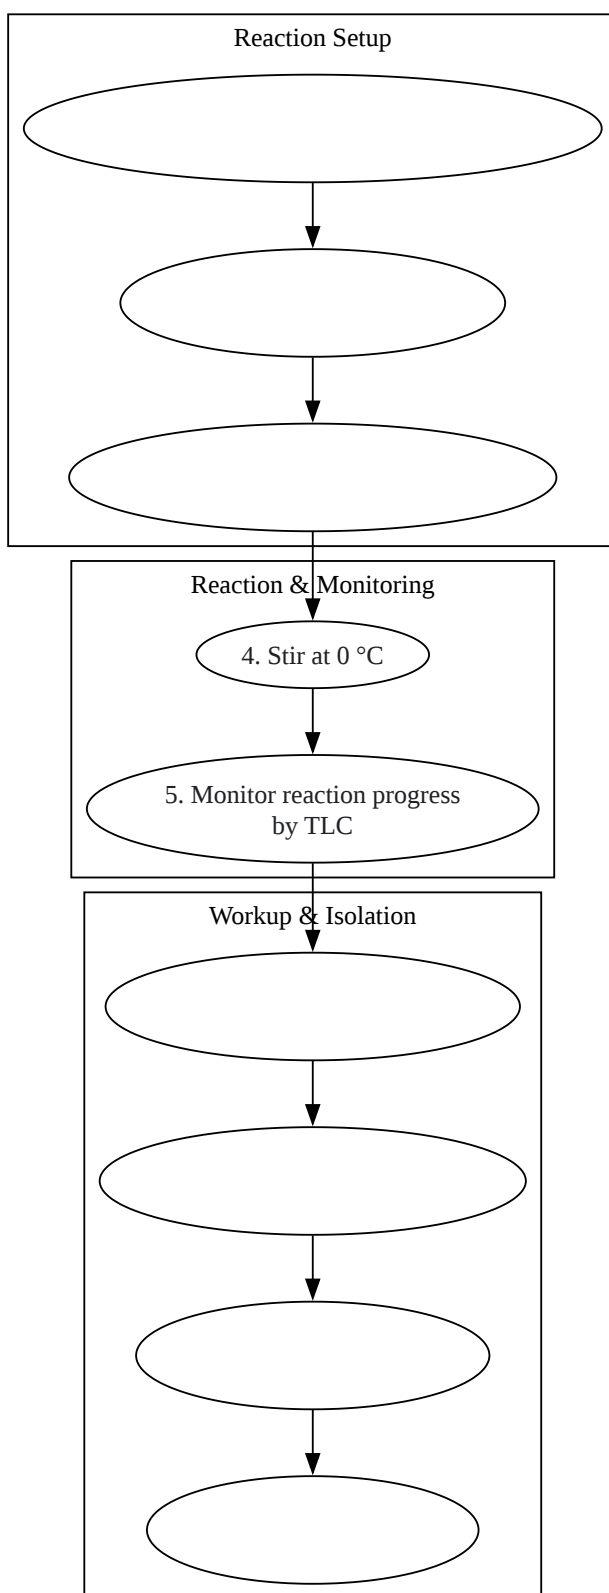 Reaction Setup
Reaction & Monitoring
4. Stir at 0 °C
5. Monitor reaction progress
by TLC
Workup & Isolation